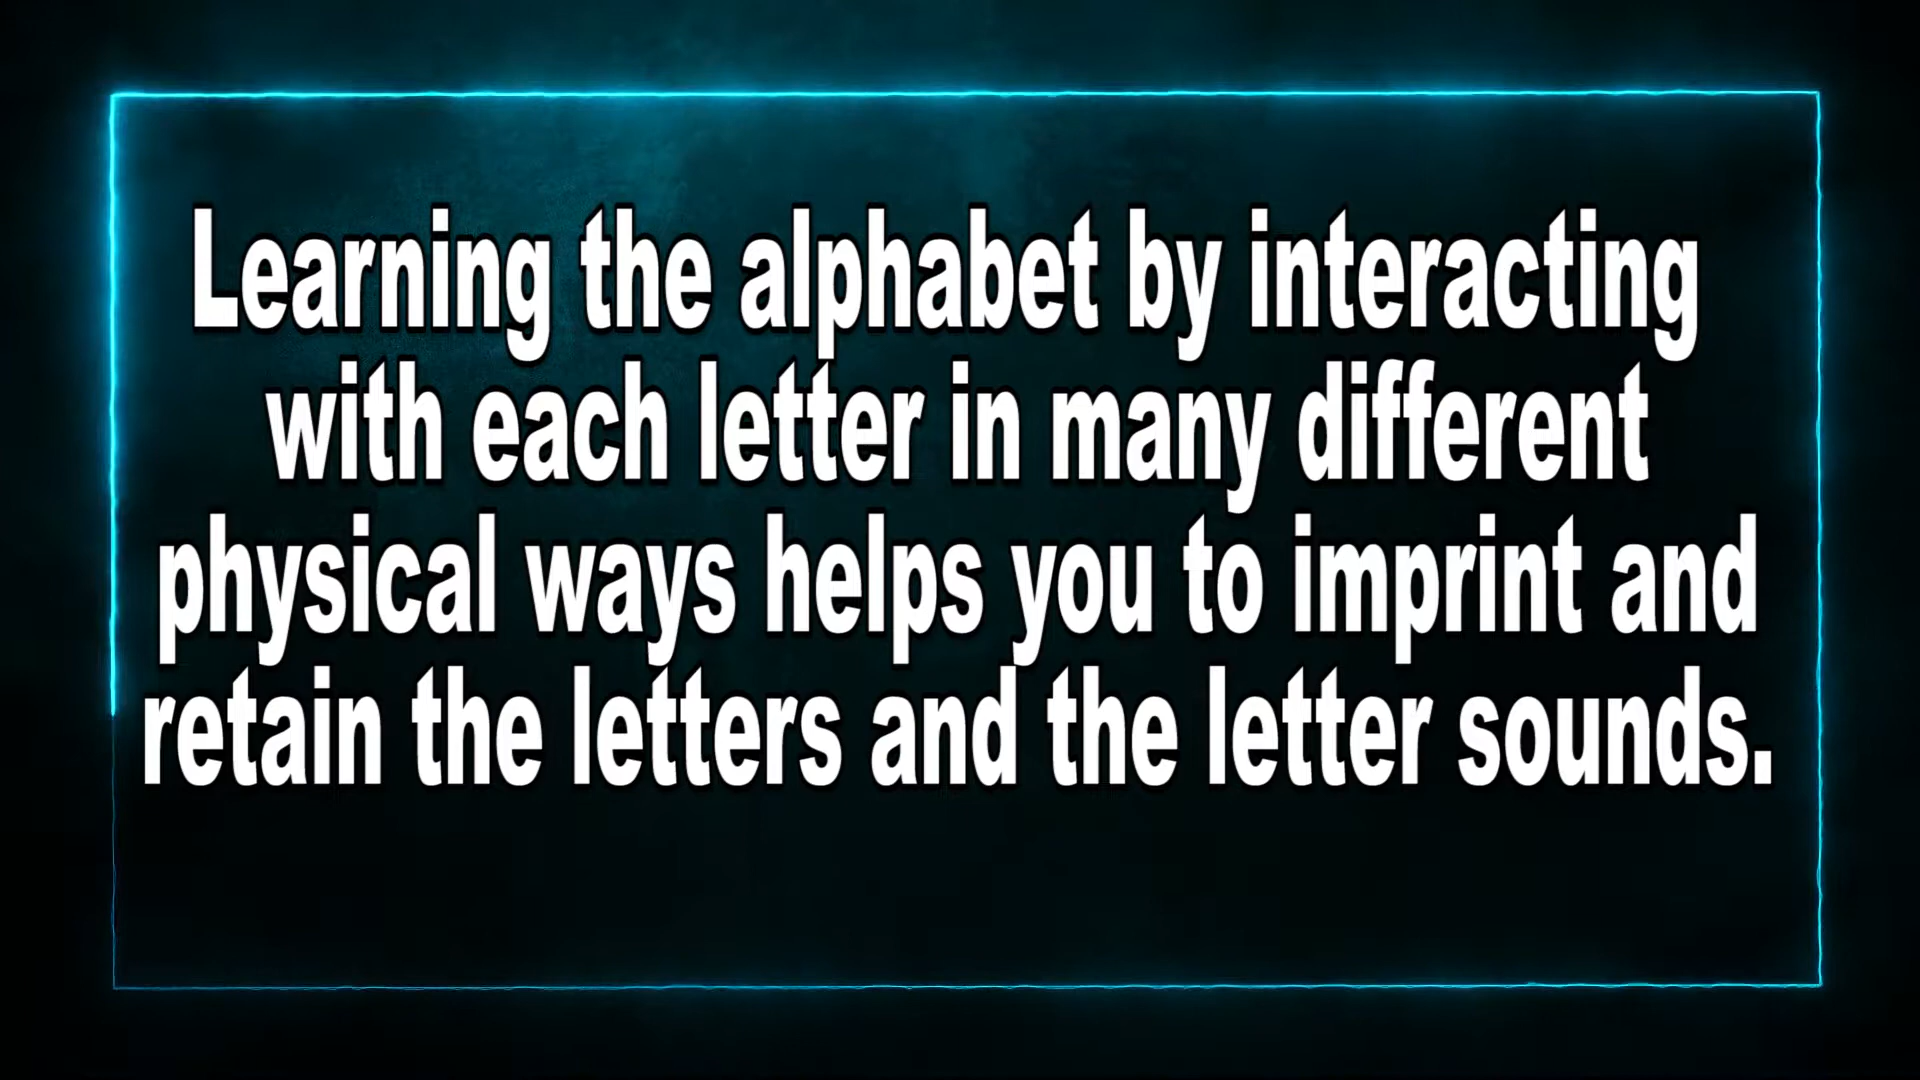 Learning the alphabet by interacting
with each letter in many different
physical ways helps you to imprint and
retain the letters and the letter sounds.